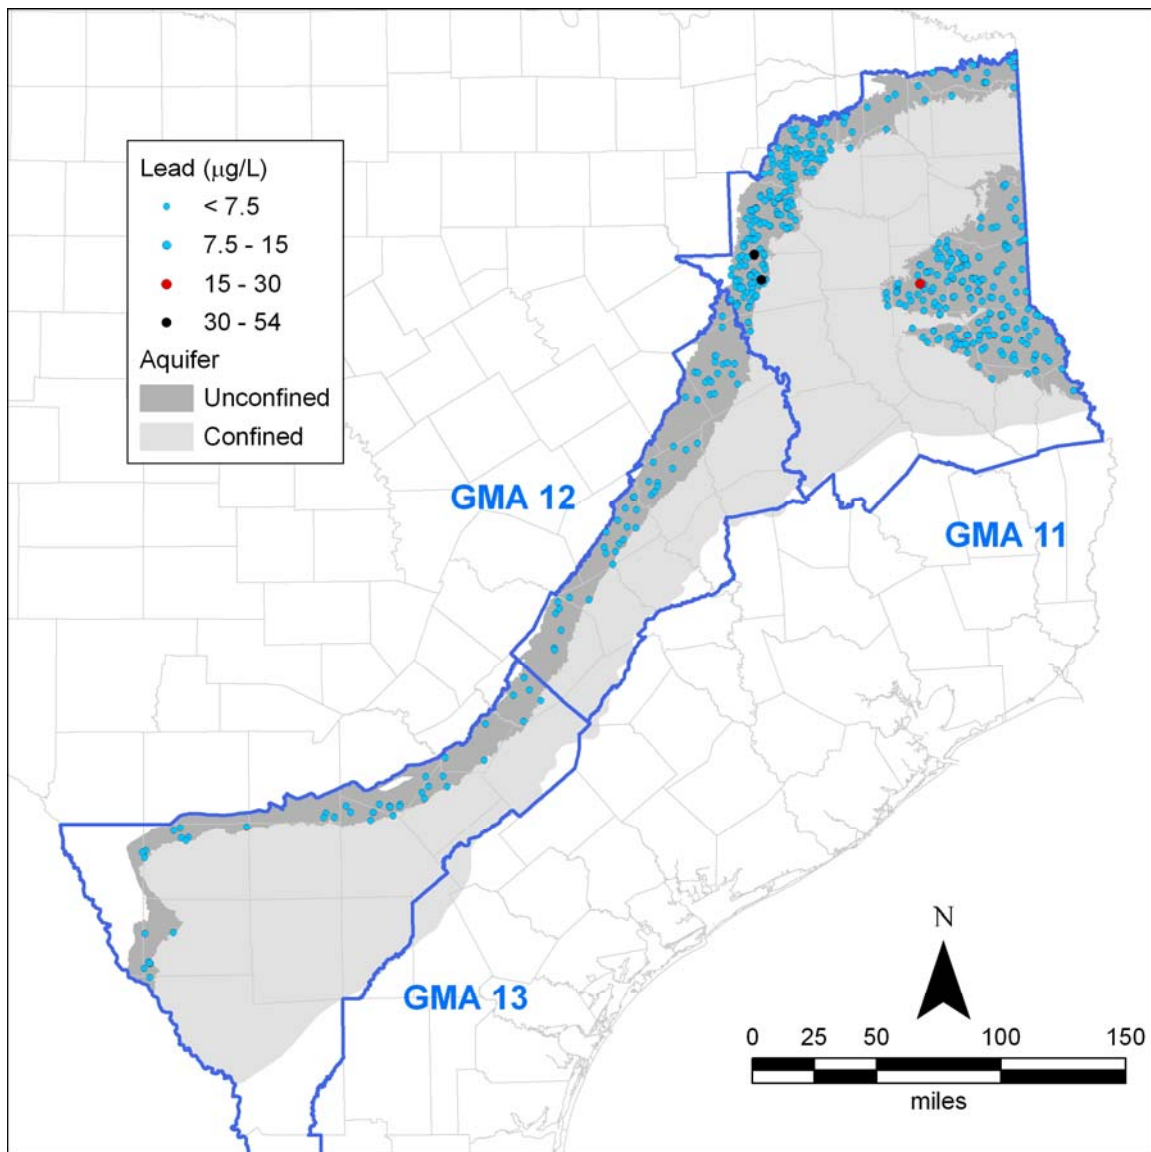 Lead (μg/L)
< 7.5
7.5 - 15
15 - 30
30 - 54
Aquifer
Unconfined
Confined
GMA 12
GMA 11
GMA 13
N
0 25 50 100 150
miles